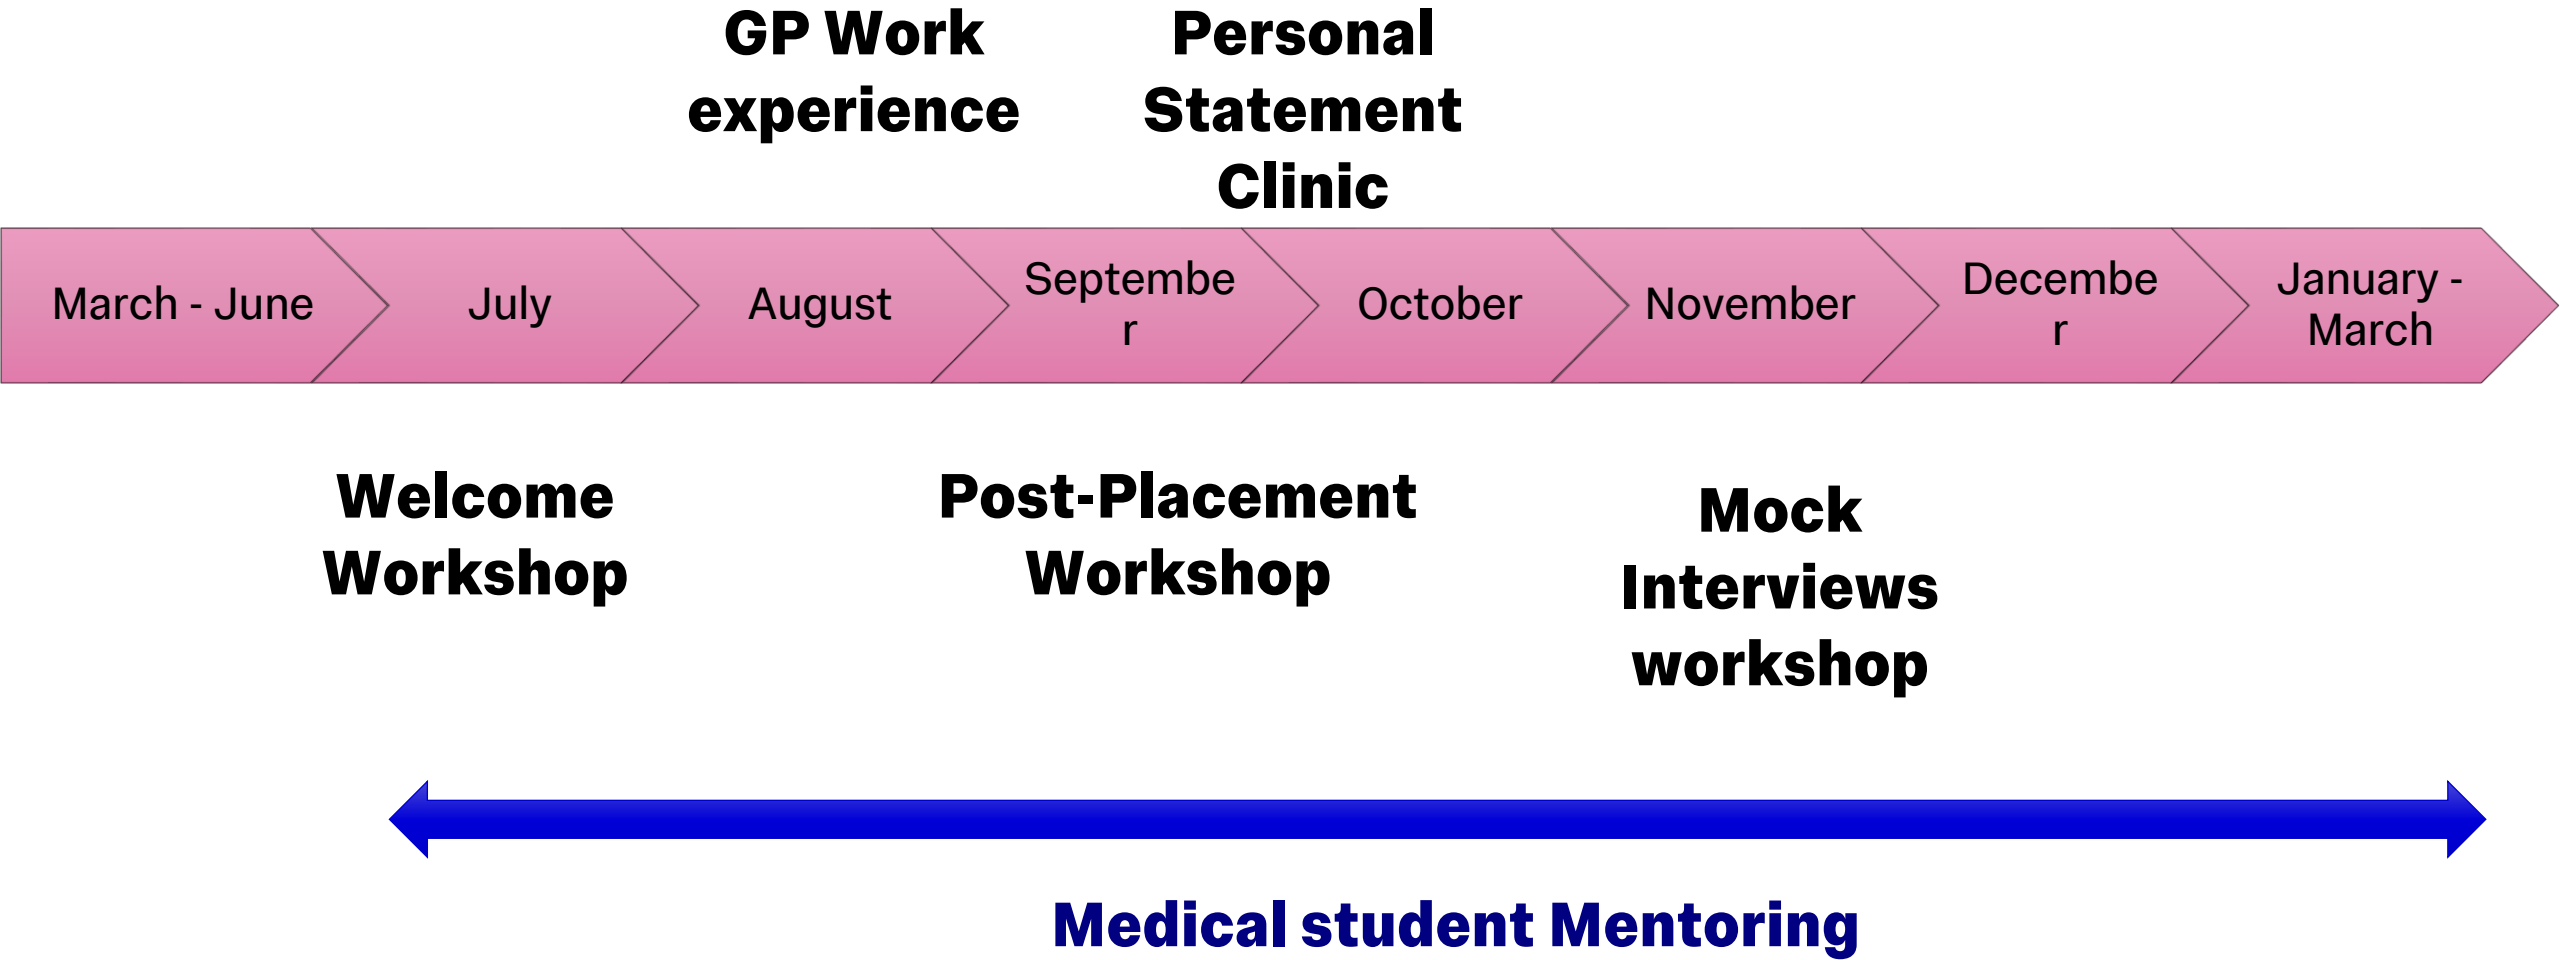 GP Work
experience
Personal
Statement
Clinic
March - June
July
August
Septembe
r
October
November
Decembe
r
January -
March
Welcome
Workshop
Post-Placement
Workshop
Mock
Interviews
workshop
Medical student Mentoring